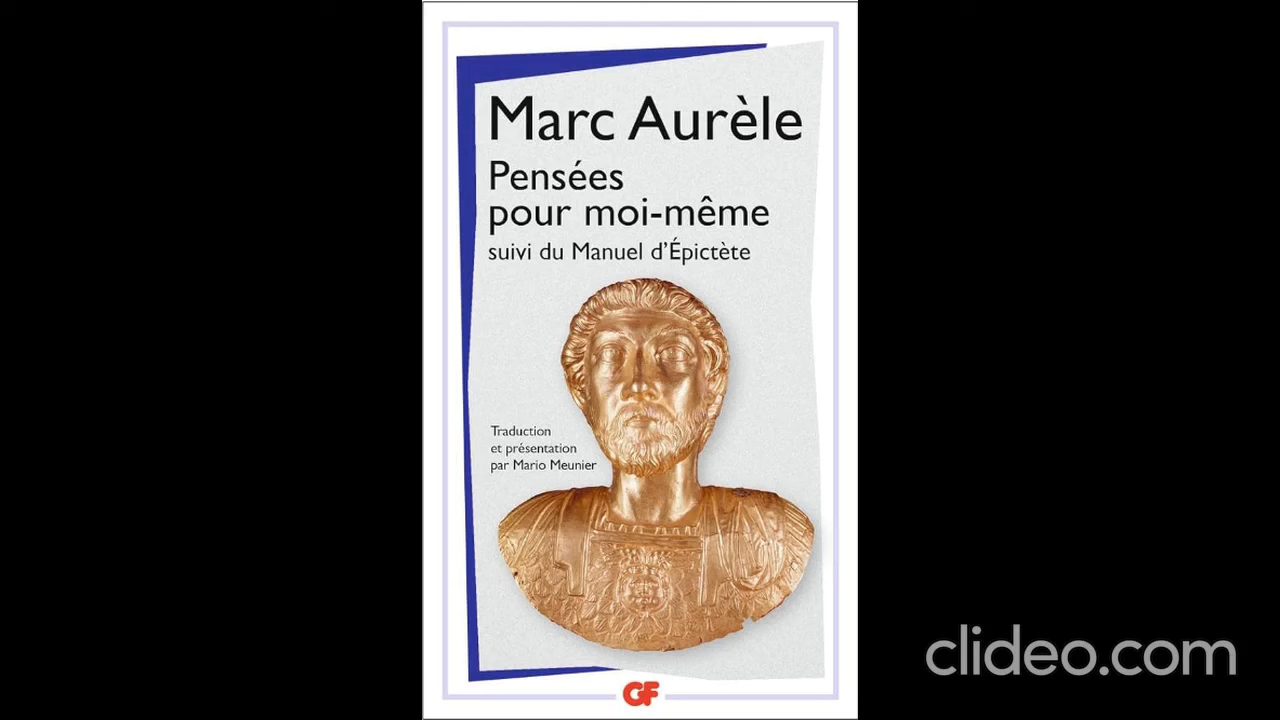 Marc Aurèle
Pensées
pour moi-même
suivi du Manuel d'Épictète
Traduction
et présentation
par Mario Meunier
GF
clideo.com